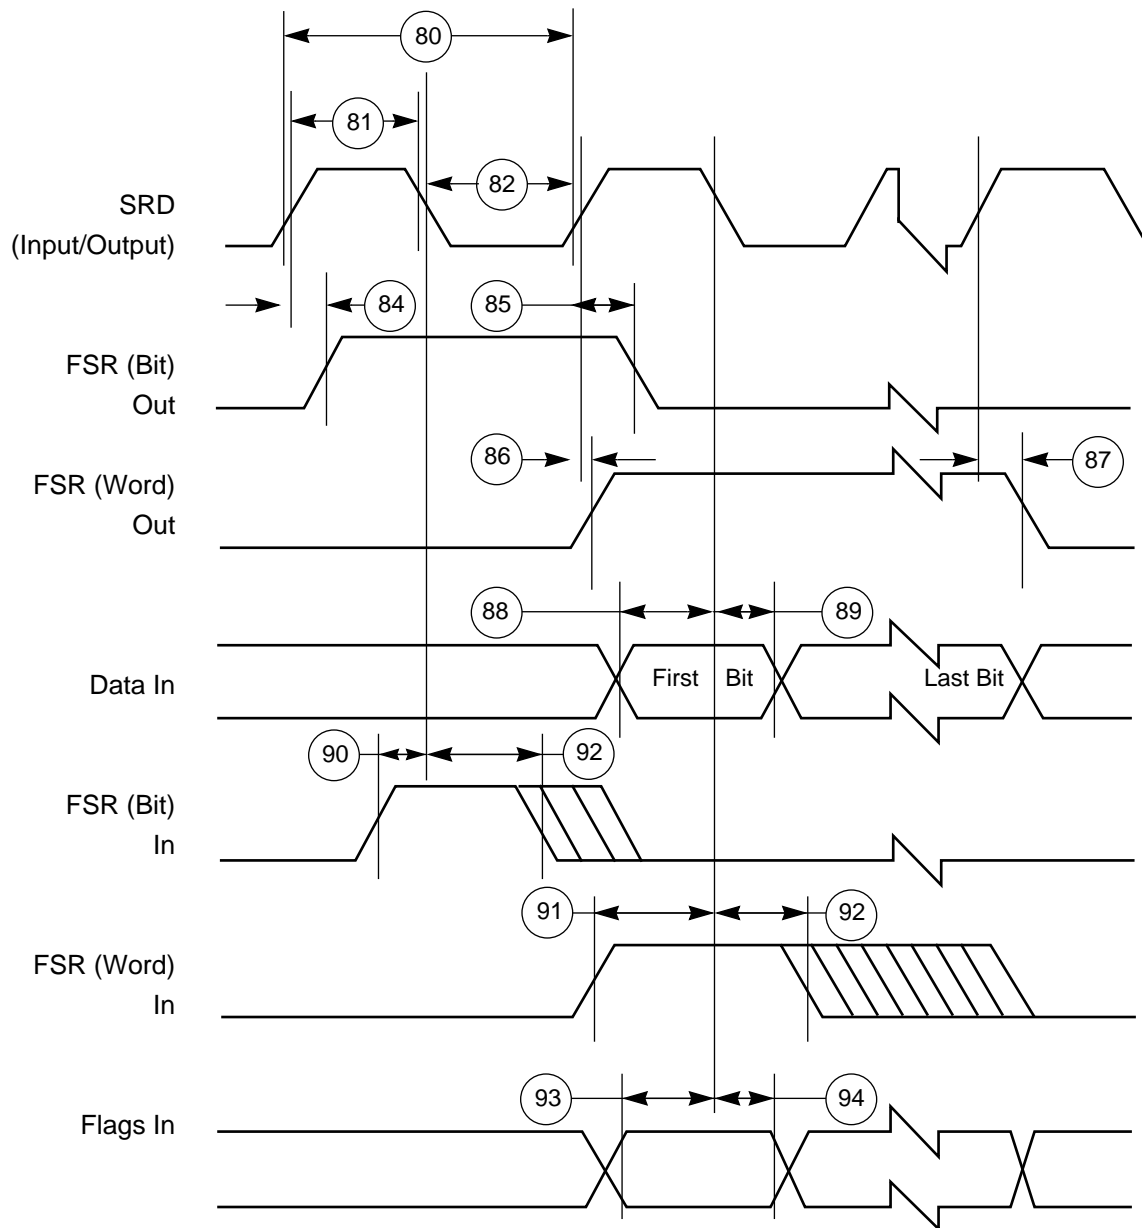 80
81
82
SRD
(Input/Output)
84
85
FSR (Bit)
Out
86
87
FSR (Word)
Out
88
89
Data In
First
Bit
Last Bit
90
92
FSR (Bit)
In
91
92
FSR (Word)
In
93
94
Flags In